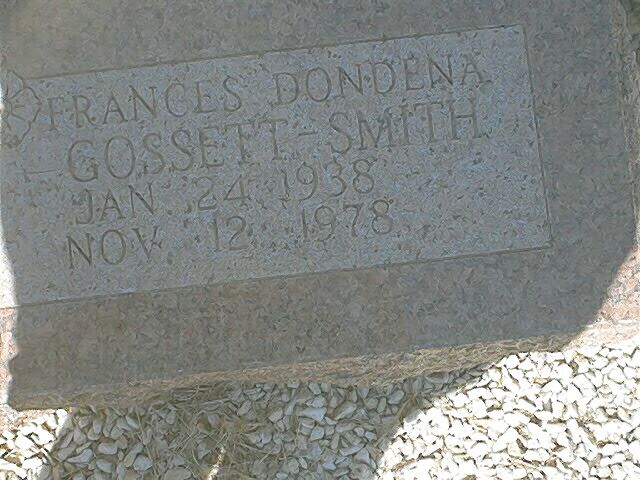 FRANCES DONDENA
GOSSETT-SMITH
JAN 24 1938
NOV 12 1978